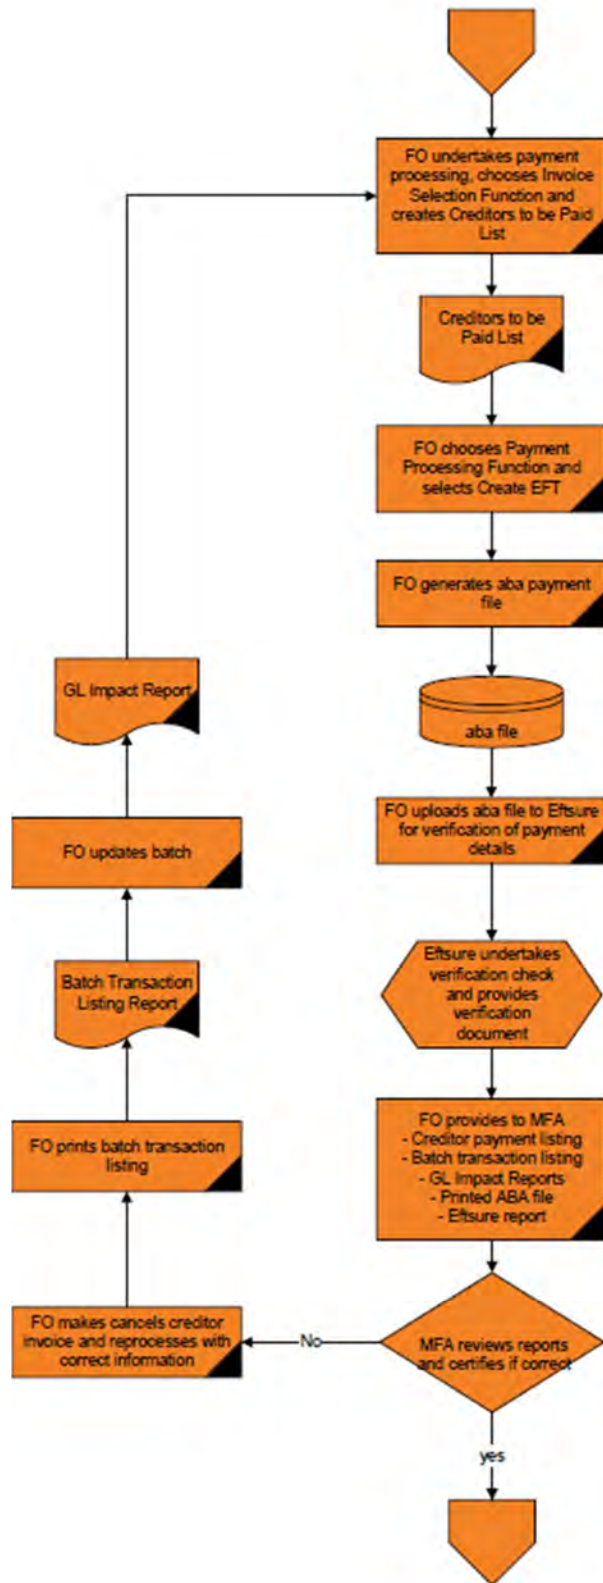 FO undertakes payment
processing, chooses Invoice
Selection Function and
creates Creditors to be Paid
List
Creditors to be
Paid List
FO chooses Payment
Processing Function and
selects Create EFT
FO generates aba payment
file
aba file
FO uploads aba file to Eftsure
for verification of payment
details
Eftsure undertakes
verification check
and provides
verification
document
FO provides to MFA
- Creditor payment listing
- Batch transaction listing
- GL Impact Reports
- Printed ABA file
- Eftsure report
MFA reviews reports
and certifies if correct
No
FO makes cancels creditor
invoice and reprocesses with
correct information
FO prints batch transaction
listing
Batch Transaction
Listing Report
FO updates batch
GL Impact Report
yes